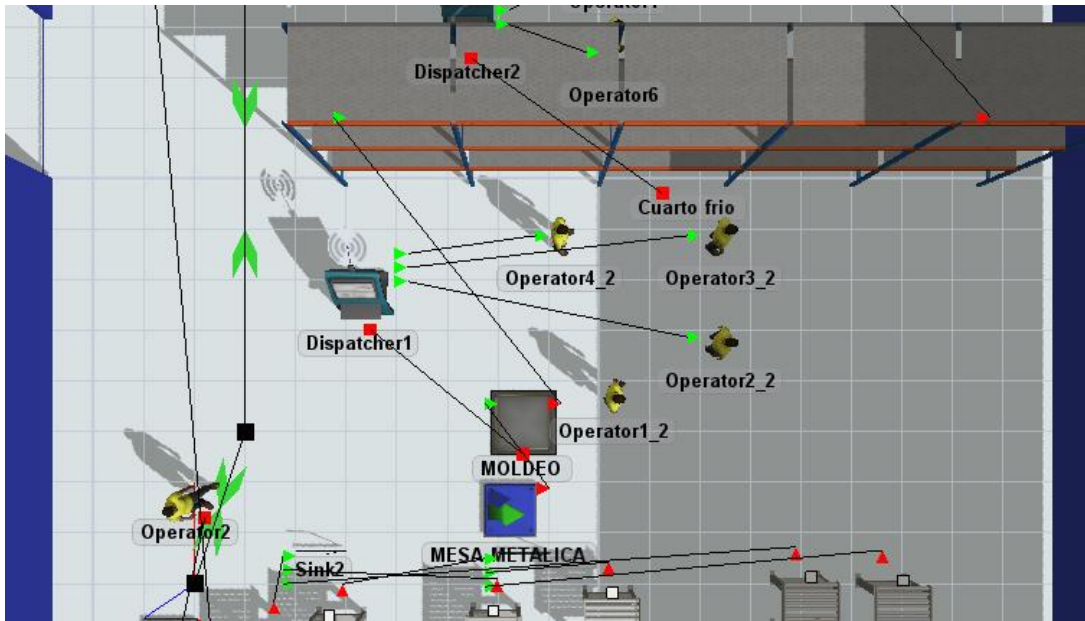 Dispatcher2
Operator6
Cuarto frio
Operator4_2
Operator3_2
Dispatcher1
Operator2_2
Operator1_2
MOLDEO
Operator2
MESA METALICA
Sink2